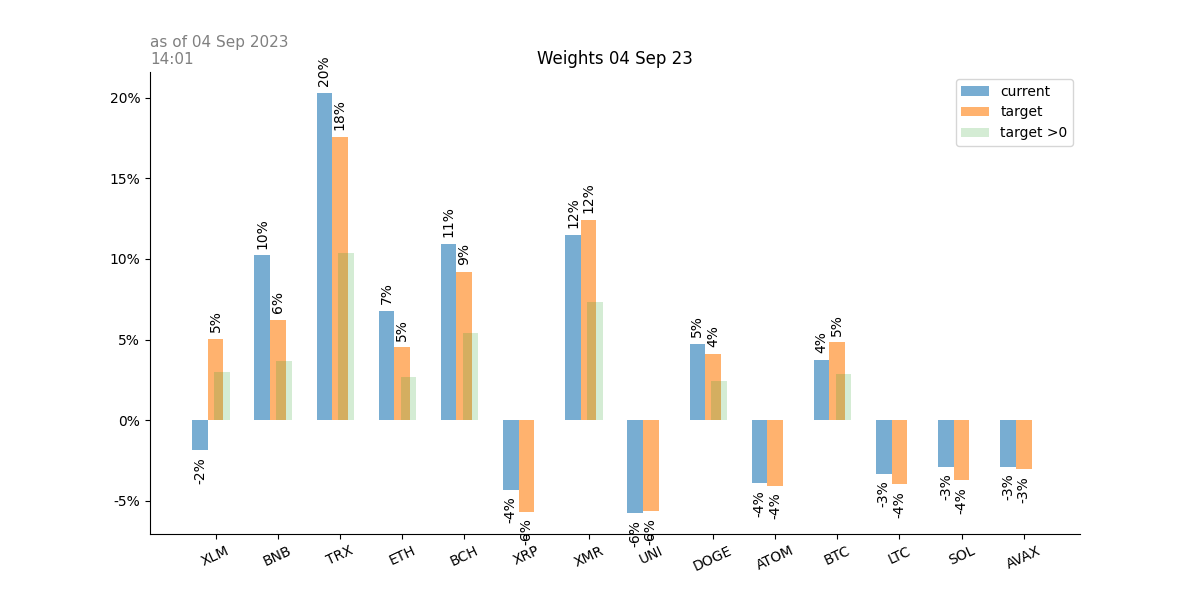 as of 04 Sep 2023
14:01
Weights 04 Sep 23
current
target
target >0
20%
15%
10%
5%
0%
-5%
-2%
5%
10%
6%
20%
18%
7%
5%
11%
9%
-4%
-6%
12%
12%
-6%
-6%
5%
4%
-4%
-4%
4%
5%
-3%
-4%
-3%
-4%
-3%
-3%
XLM
BNB
TRX
ETH
BCH
XRP
XMR
UNI
DOGE
ATOM
BTC
LTC
SOL
AVAX